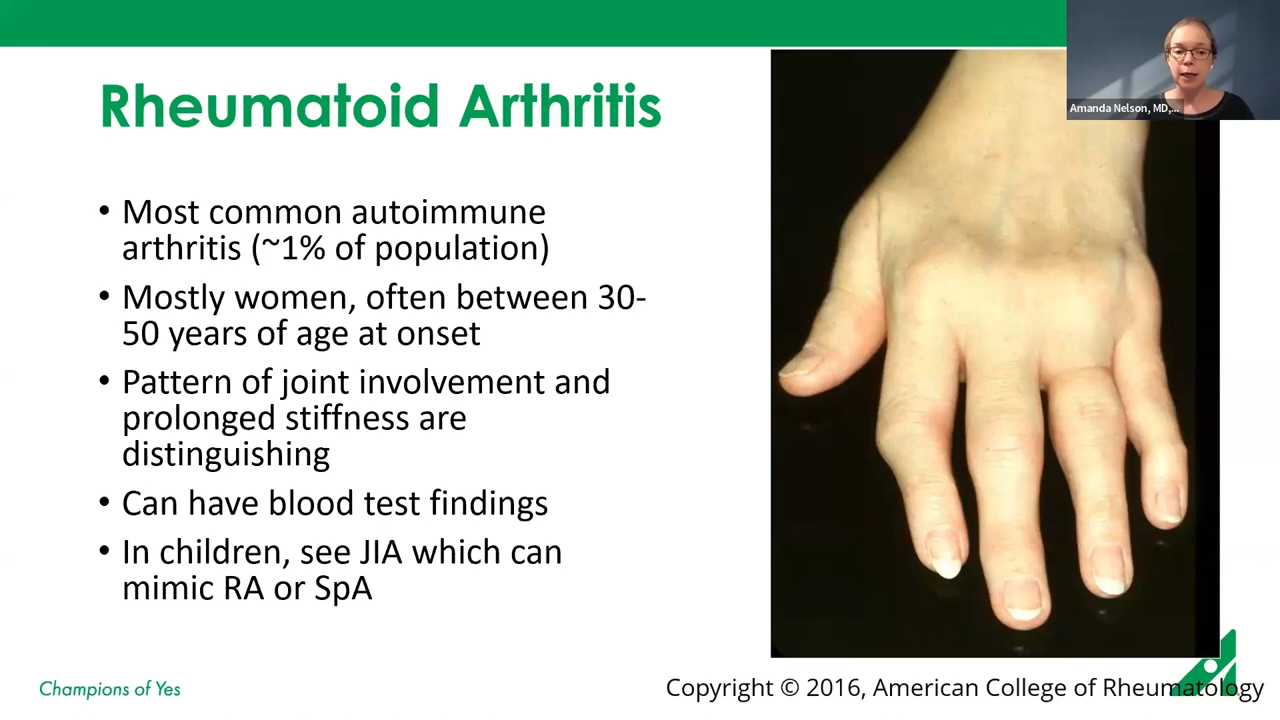 Rheumatoid Arthritis
Amanda Nelson, MD,...
• Most common autoimmune
arthritis (~1% of population)
• Mostly women, often between 30-
50 years of age at onset
• Pattern of joint involvement and
prolonged stiffness are
distinguishing
• Can have blood test findings
• In children, see JIA which can
mimic RA or SpA
Champions of Yes
Copyright © 2016, American College of Rheumatology